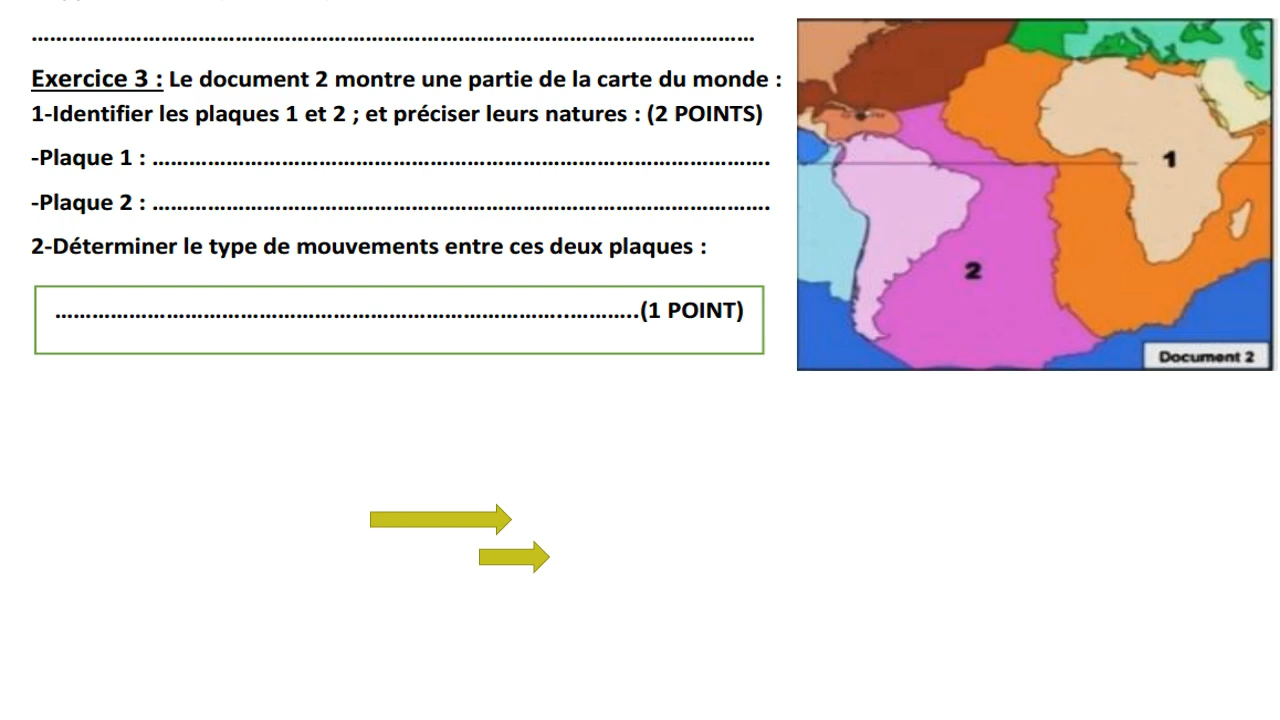 ………………………………………………………………………………………………………
Exercice 3 : Le document 2 montre une partie de la carte du monde :
1-Identifier les plaques 1 et 2 ; et préciser leurs natures : (2 POINTS)
-Plaque 1 : ……………………………………………………………………………………….
-Plaque 2 : ……………………………………………………………………………………….
2-Déterminer le type de mouvements entre ces deux plaques :
………………………………………………………………………..………..(1 POINT)
1
2
Document 2